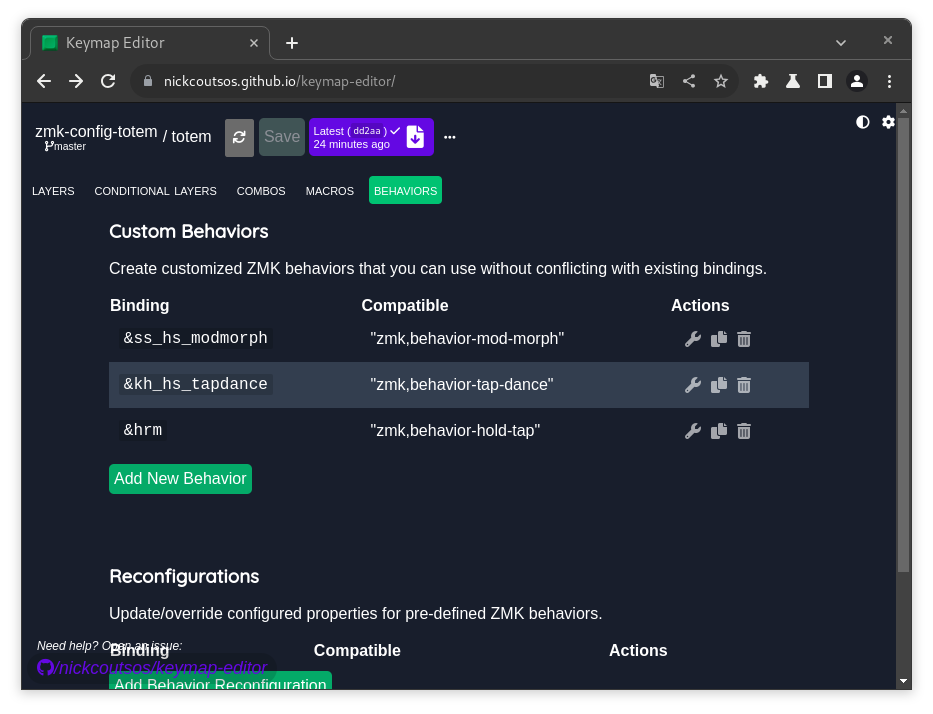 Keymap Editor
nickcoutsos.github.io/keymap-editor/
zmk-config-totem / totem
master
Save
Latest ( dd2aa )
24 minutes ago
LAYERS CONDITIONAL LAYERS COMBOS MACROS BEHAVIORS
Custom Behaviors
Create customized ZMK behaviors that you can use without conflicting with existing bindings.
Binding Compatible Actions
&ss_hs_modmorph "zmk,behavior-mod-morph"
&kh_hs_tapdance "zmk,behavior-tap-dance"
&hrm "zmk,behavior-hold-tap"
Add New Behavior
Reconfigurations
Update/override configured properties for pre-defined ZMK behaviors.
Need help? Open an issue:
Binding Compatible Actions
/nickcoutsos/keymap-editor
Add Behavior Reconfiguration